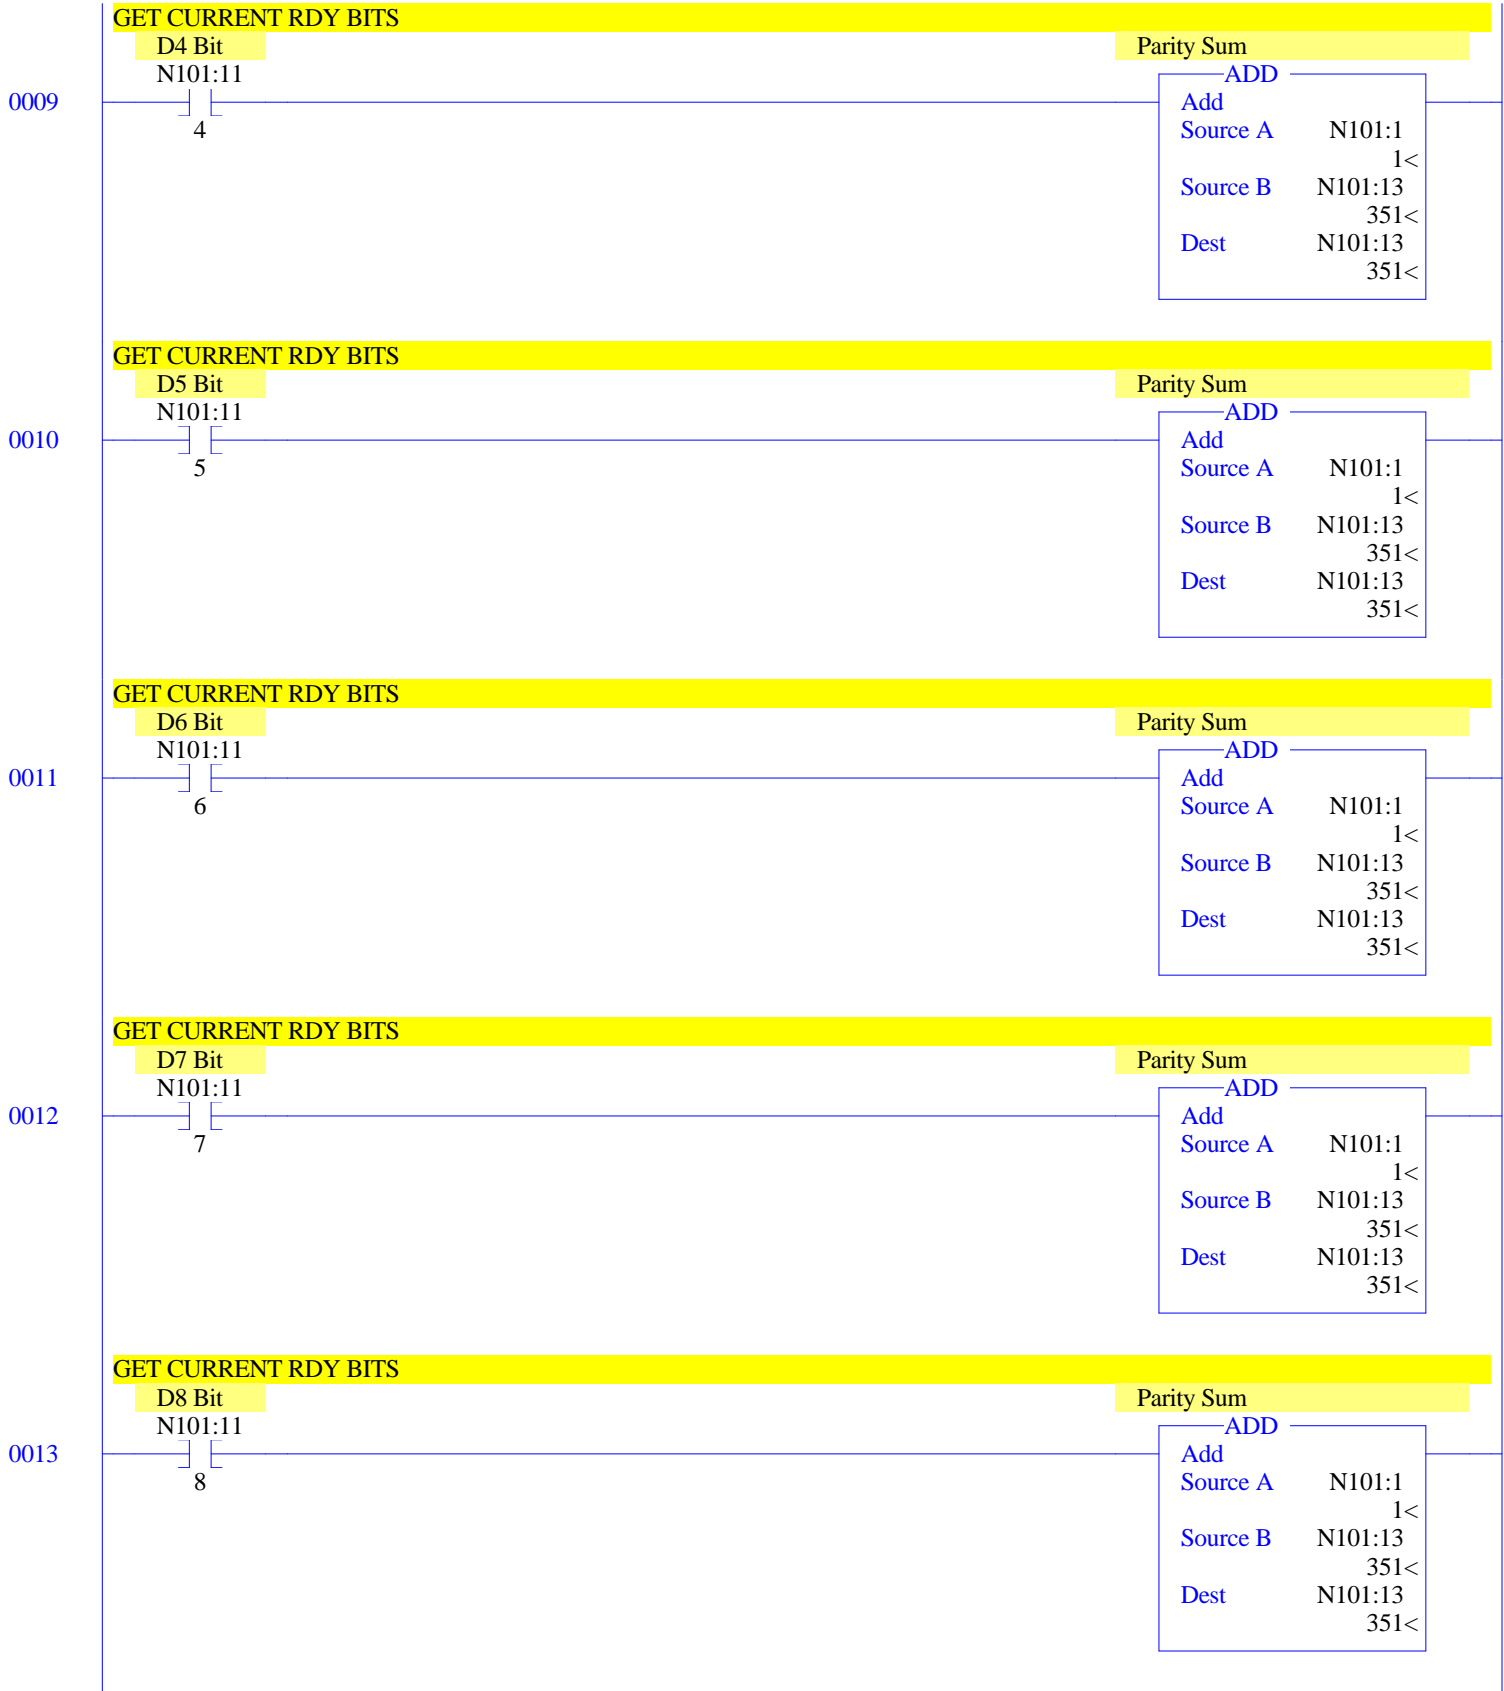 GET CURRENT RDY BITS
D4 Bit Parity Sum
N101:11 ADD
0009 Add
4 Source A N101:1
1<
Source B N101:13
351<
Dest N101:13
351<
GET CURRENT RDY BITS
D5 Bit Parity Sum
N101:11 ADD
0010 Add
5 Source A N101:1
1<
Source B N101:13
351<
Dest N101:13
351<
GET CURRENT RDY BITS
D6 Bit Parity Sum
N101:11 ADD
0011 Add
6 Source A N101:1
1<
Source B N101:13
351<
Dest N101:13
351<
GET CURRENT RDY BITS
D7 Bit Parity Sum
N101:11 ADD
0012 Add
7 Source A N101:1
1<
Source B N101:13
351<
Dest N101:13
351<
GET CURRENT RDY BITS
D8 Bit Parity Sum
N101:11 ADD
0013 Add
8 Source A N101:1
1<
Source B N101:13
351<
Dest N101:13
351<